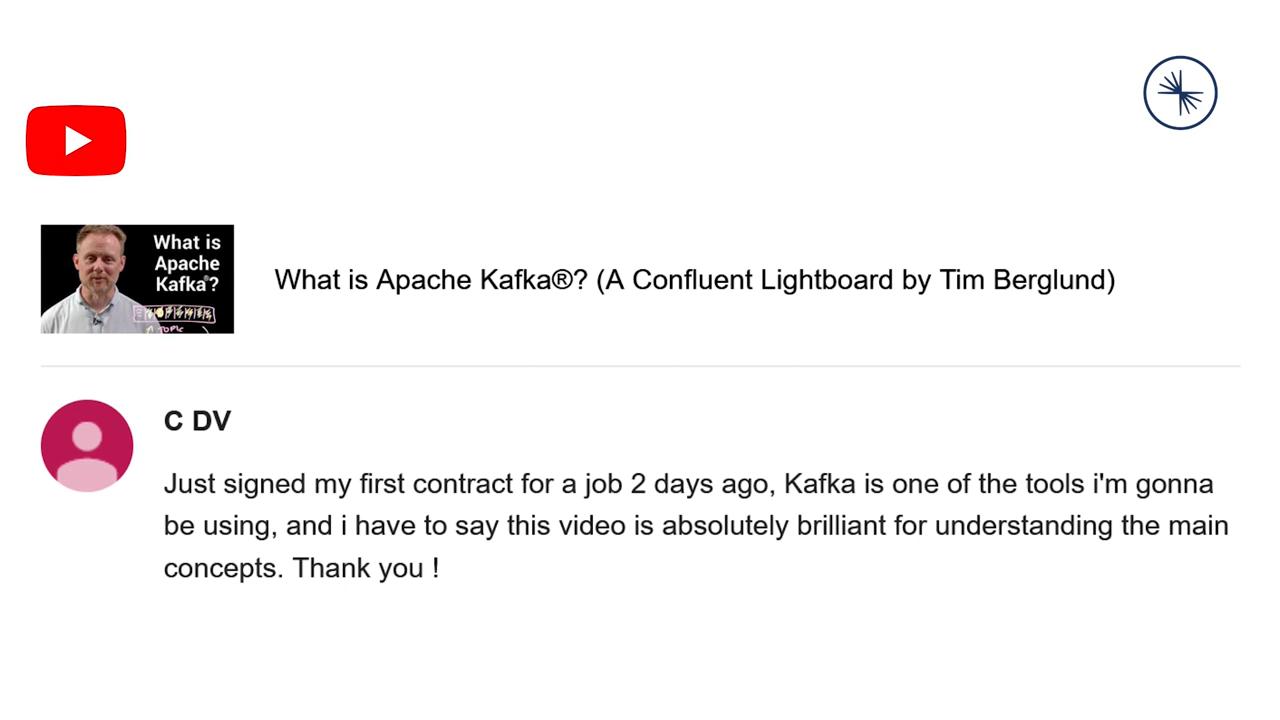 What is
Apache
Kafka®?
TOPIC
What is Apache Kafka®? (A Confluent Lightboard by Tim Berglund)
C DV
Just signed my first contract for a job 2 days ago, Kafka is one of the tools i'm gonna
be using, and i have to say this video is absolutely brilliant for understanding the main
concepts. Thank you !